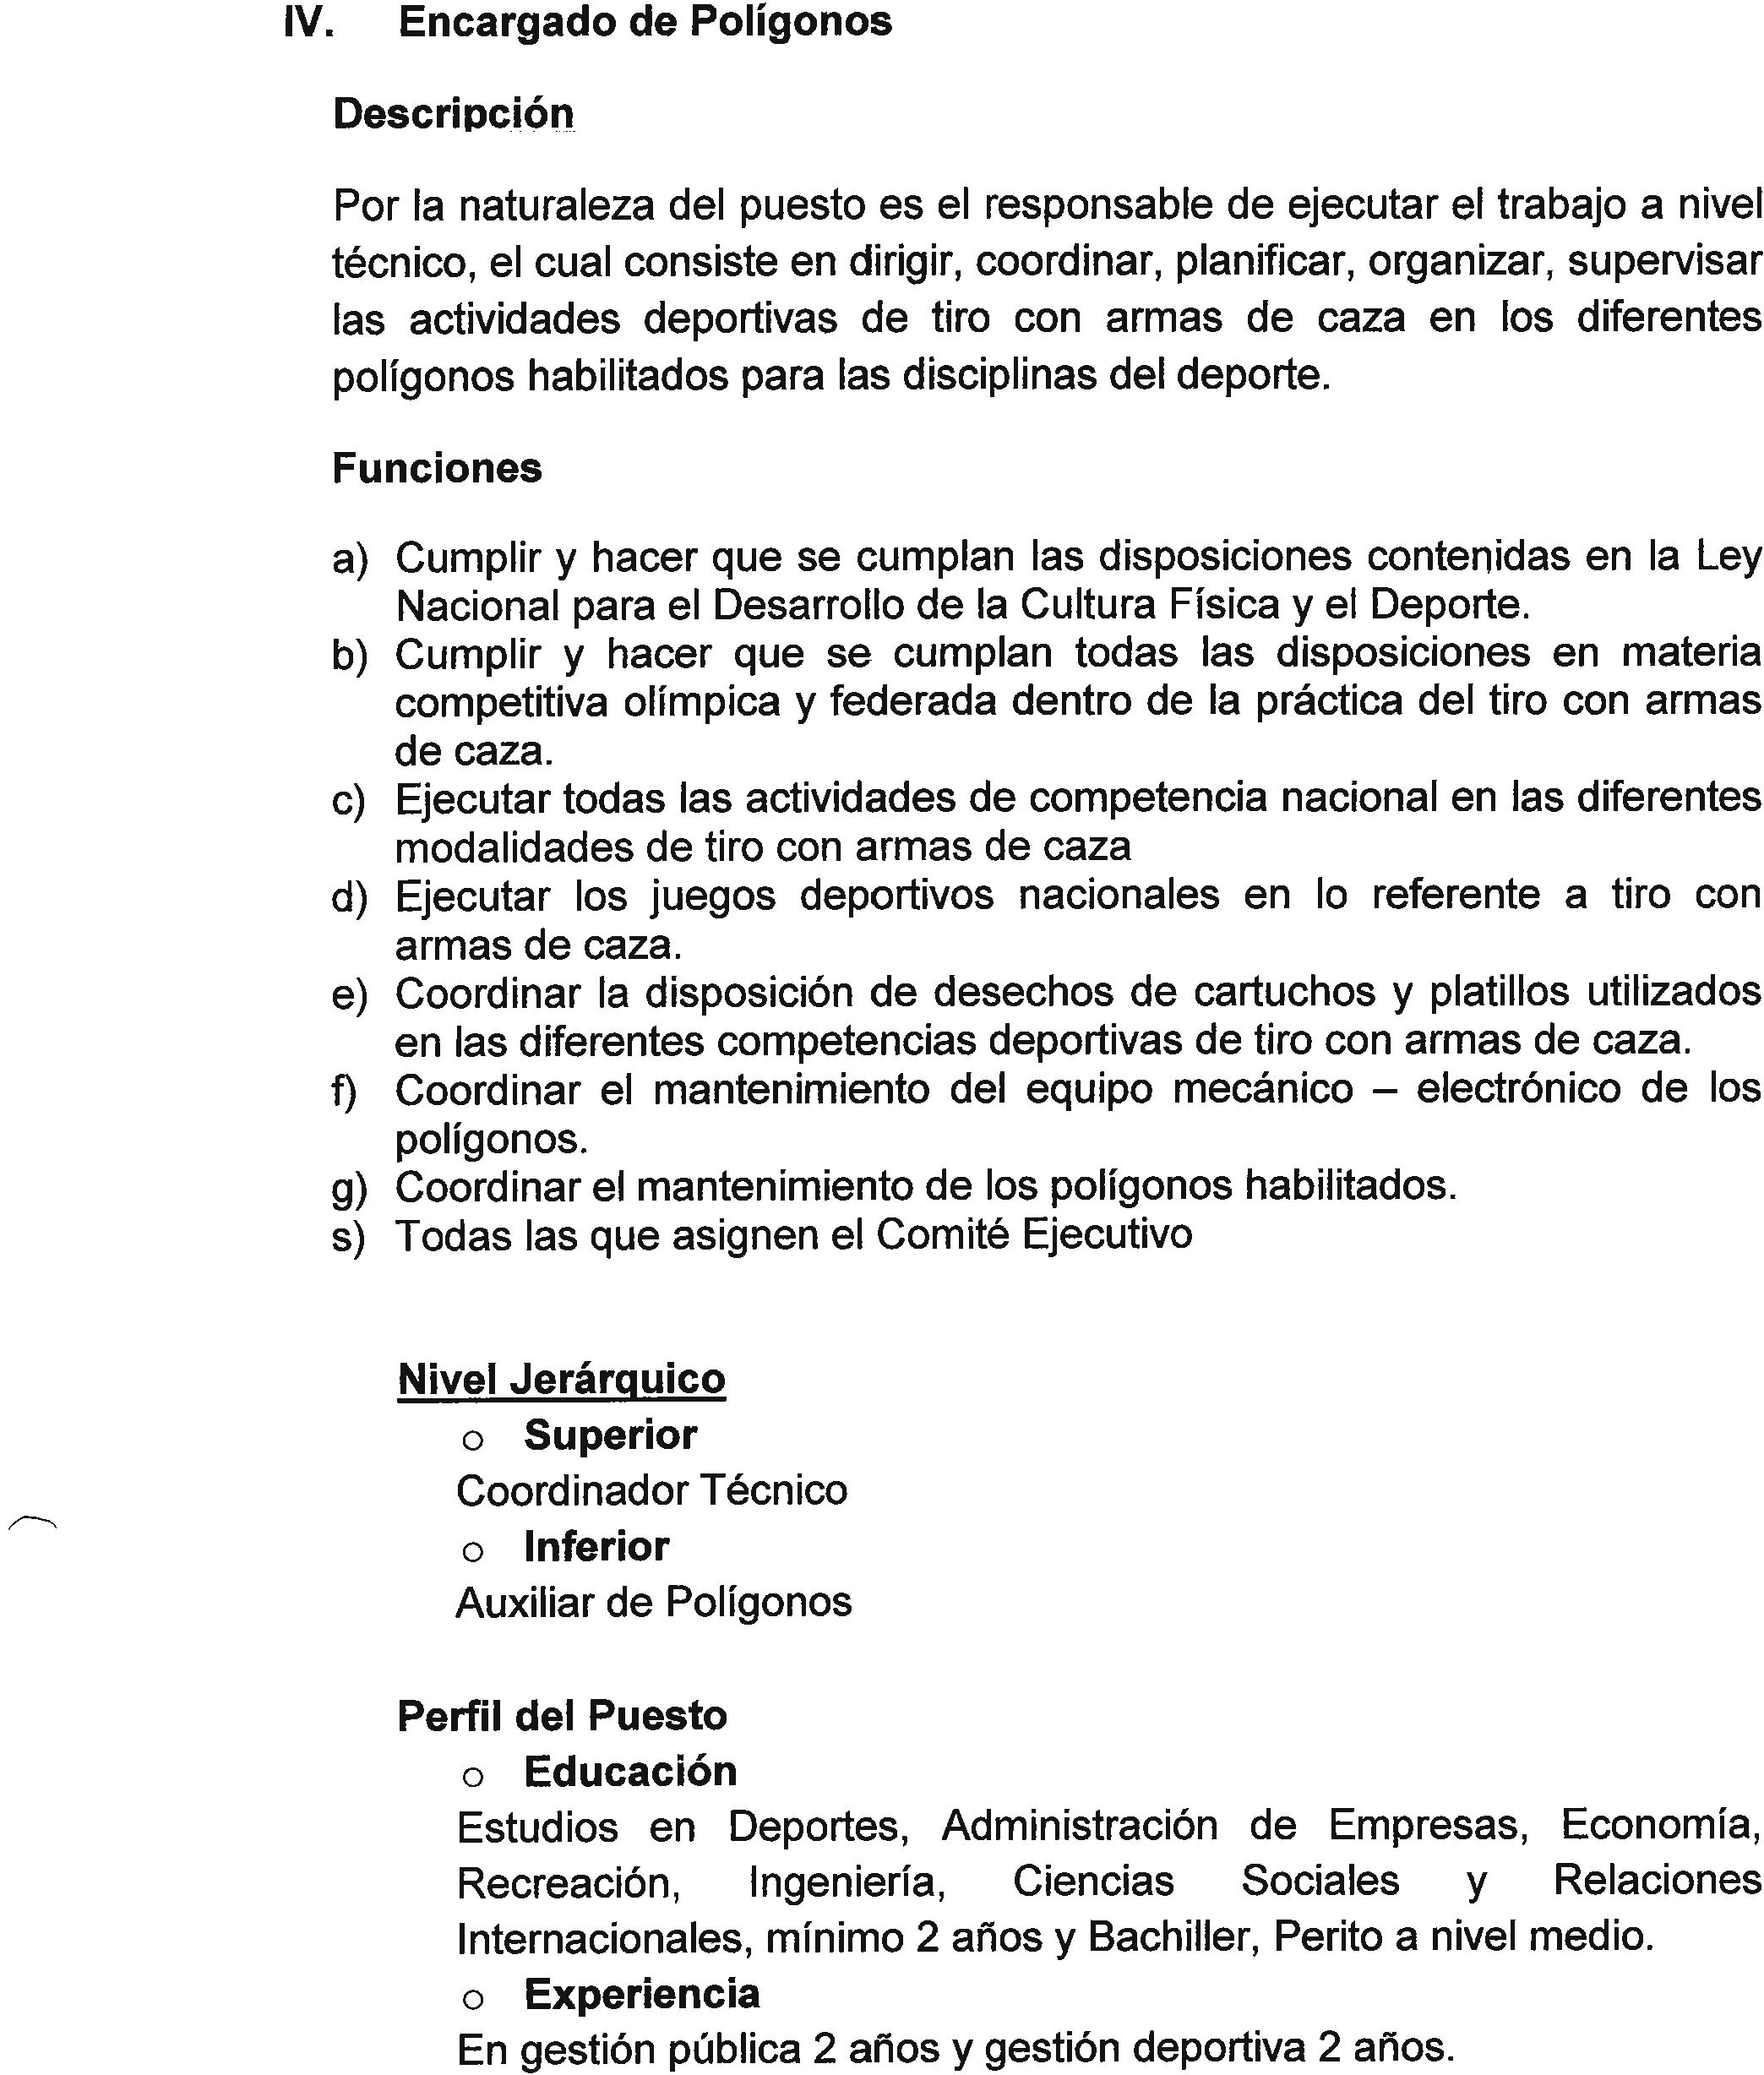 IV. Encargado de Polígonos
Descripción
Por la naturaleza del puesto es el responsable de ejecutar el trabajo a nivel
técnico, el cual consiste en dirigir, coordinar, planificar, organizar, supervisar
las actividades deportivas de tiro con armas de caza en los diferentes
polígonos habilitados para las disciplinas del deporte.
Funciones
a) Cumplir y hacer que se cumplan las disposiciones contenidas en la Ley
Nacional para el Desarrollo de la Cultura Física y el Deporte.
b) Cumplir y hacer que se cumplan todas las disposiciones en materia
competitiva olímpica y federada dentro de la práctica del tiro con armas
de caza.
c) Ejecutar todas las actividades de competencia nacional en las diferentes
modalidades de tiro con armas de caza
d) Ejecutar los juegos deportivos nacionales en lo referente a tiro con
armas de caza.
e) Coordinar la disposición de desechos de cartuchos y platillos utilizados
en las diferentes competencias deportivas de tiro con armas de caza.
f) Coordinar el mantenimiento del equipo mecánico – electrónico de los
polígonos.
g) Coordinar el mantenimiento de los polígonos habilitados.
s) Todas las que asignen el Comité Ejecutivo
Nivel Jerárquico
o Superior
Coordinador Técnico
o Inferior
Auxiliar de Polígonos
Perfil del Puesto
o Educación
Estudios en Deportes, Administración de Empresas, Economía,
Recreación, Ingeniería, Ciencias Sociales y Relaciones
Internacionales, mínimo 2 años y Bachiller, Perito a nivel medio.
o Experiencia
En gestión pública 2 años y gestión deportiva 2 años.